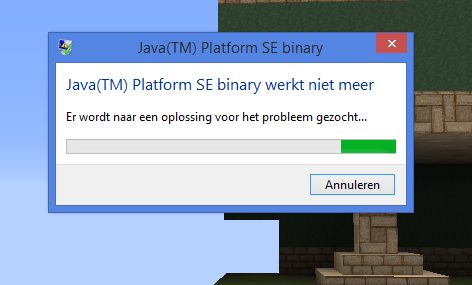 Java(TM) Platform SE binary
Java(TM) Platform SE binary werkt niet meer
Er wordt naar een oplossing voor het probleem gezocht...
Annuleren